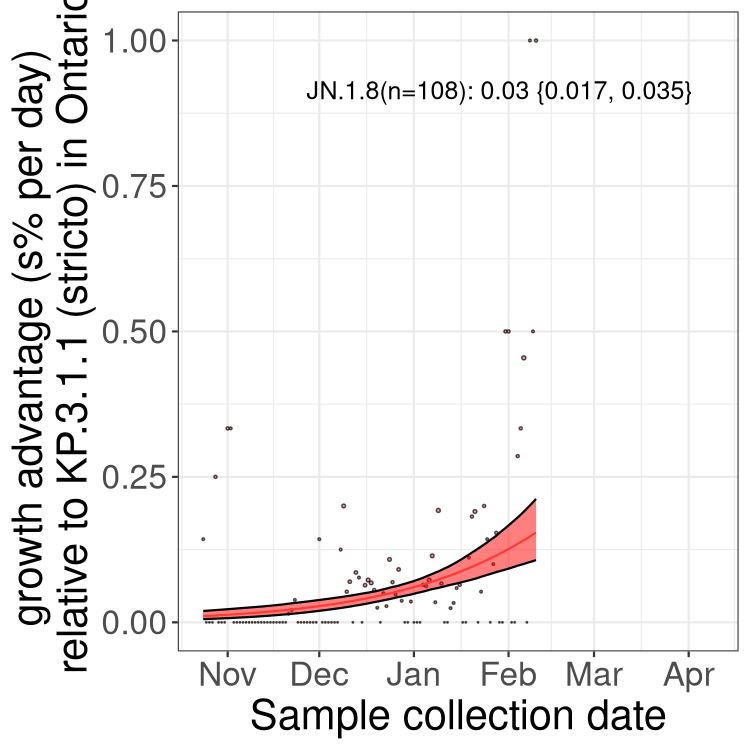 growth advantage (s% per day)
relative to KP.3.1.1 (stricto) in Ontario
1.00
0.75
0.50
0.25
0.00
JN.1.8(n=108): 0.03 {0.017, 0.035}
Nov Dec Jan Feb Mar Apr
Sample collection date